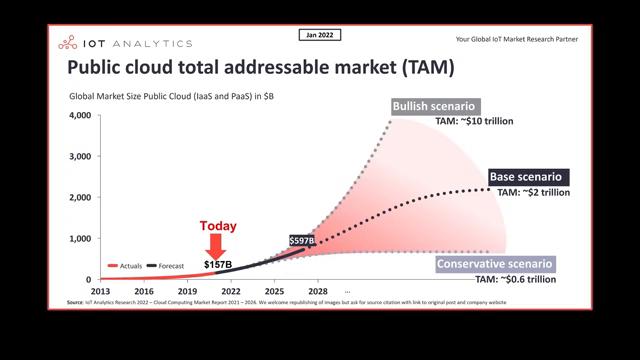 Jan 2022
IOT ANALYTICS
Your Global IoT Market Research Partner
Public cloud total addressable market (TAM)
Global Market Size Public Cloud (IaaS and PaaS) in $B
Bullish scenario
TAM: ~$10 trillion
4,000
3,000
Base scenario
TAM: ~$2 trillion
2,000
Today
1,000
$597B
$157B
Actuals Forecast
Conservative scenario
TAM: ~$0.6 trillion
0
2013 2016 2019 2022 2025 2028 ...
Source: IoT Analytics Research 2022 – Cloud Computing Market Report 2021 – 2026. We welcome republishing of images but ask for source citation with link to original post and company website